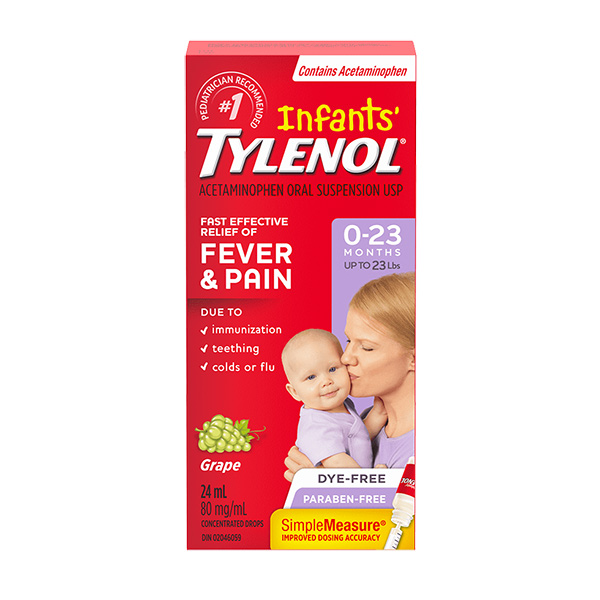 Contains Acetaminophen
PEDIATRICIAN RECOMMENDED
#1
Infants'
TYLENOL®
ACETAMINOPHEN ORAL SUSPENSION USP
FAST EFFECTIVE
RELIEF OF
FEVER
& PAIN
0-23
MONTHS
UP TO 23 Lbs
DUE TO
✓ immunization
✓ teething
✓ colds or flu
Grape
24 mL
80 mg/mL
CONCENTRATED DROPS
DIN 02046059
DYE-FREE
PARABEN-FREE
SimpleMeasure®
IMPROVED DOSING ACCURACY